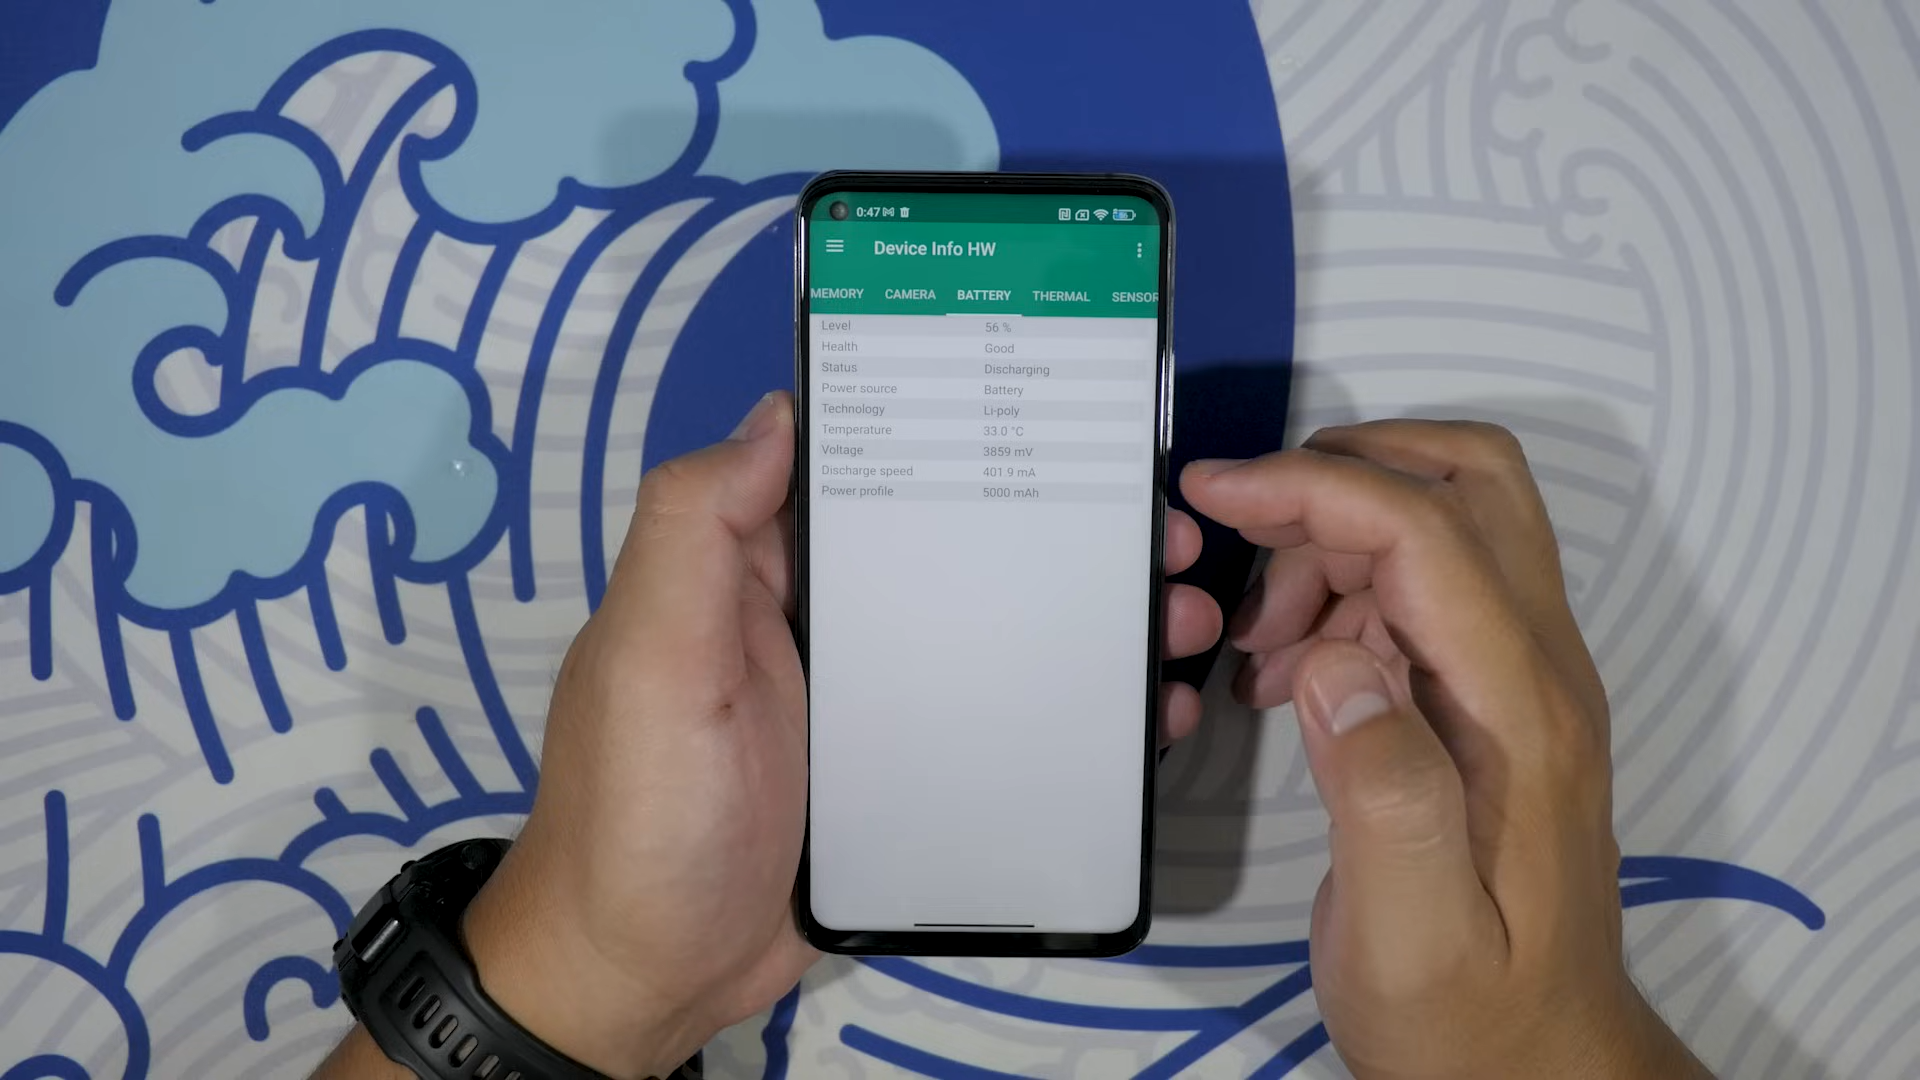 0:47
Device Info HW
MEMORY CAMERA BATTERY THERMAL SENSOR
Level 56 %
Health Good
Status Discharging
Power source Battery
Technology Li-poly
Temperature 33.0 °C
Voltage 3859 mV
Discharge speed 401.9 mA
Power profile 5000 mAh